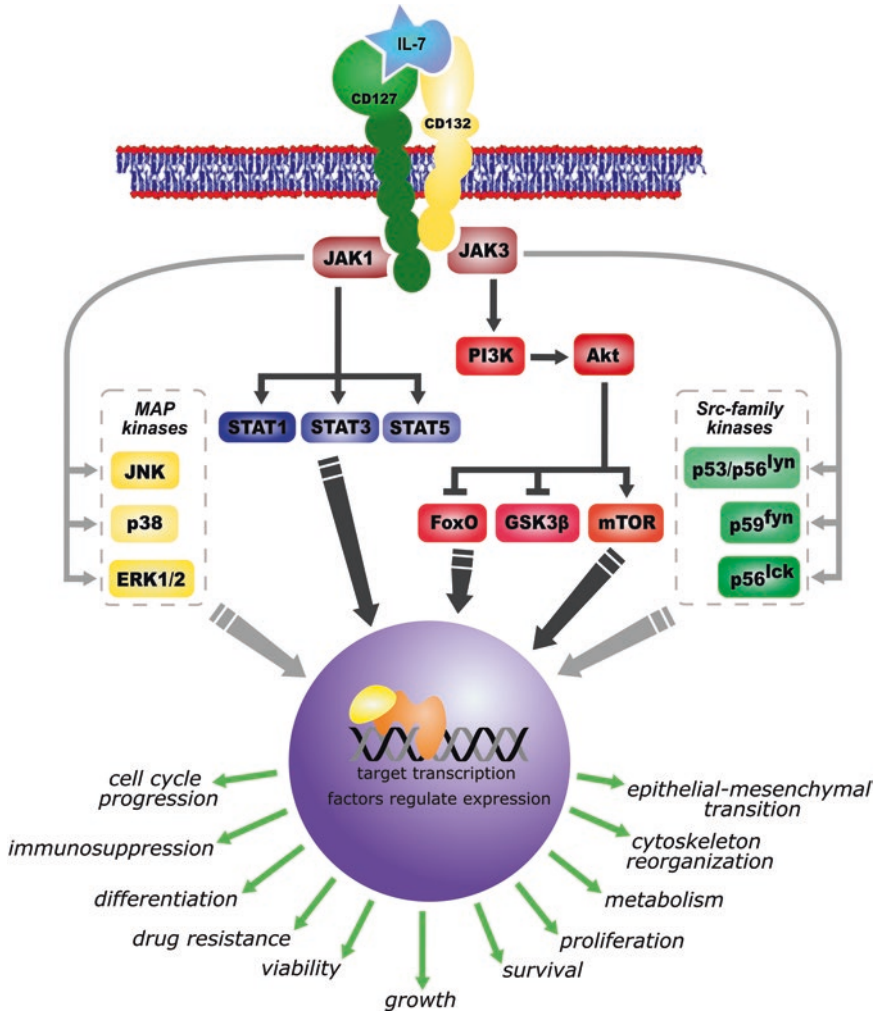 IL-7
CD127
CD132
JAK1
JAK3
PI3K
Akt
MAP
kinases
STAT1
STAT3
STAT5
Src-family
kinases
JNK
p53/p56lyn
p38
FoxO
GSK3β
mTOR
p59fyn
ERK1/2
p56lck
target transcription
factors regulate expression
cell cycle
progression
immunosuppression
differentiation
drug resistance
viability
growth
survival
proliferation
metabolism
cytoskeleton
reorganization
epithelial-mesenchymal
transition